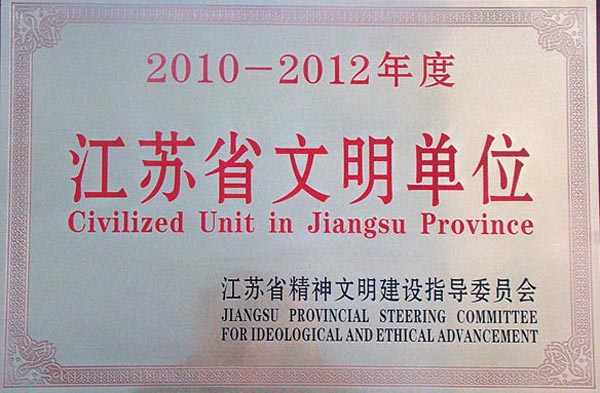 2010－2012年度
江苏省文明单位
Civilized Unit in Jiangsu Province
江苏省精神文明建设指导委员会
JIANGSU PROVINCIAL STEERING COMMITTEE
FOR IDEOLOGICAL AND ETHICAL ADVANCEMENT